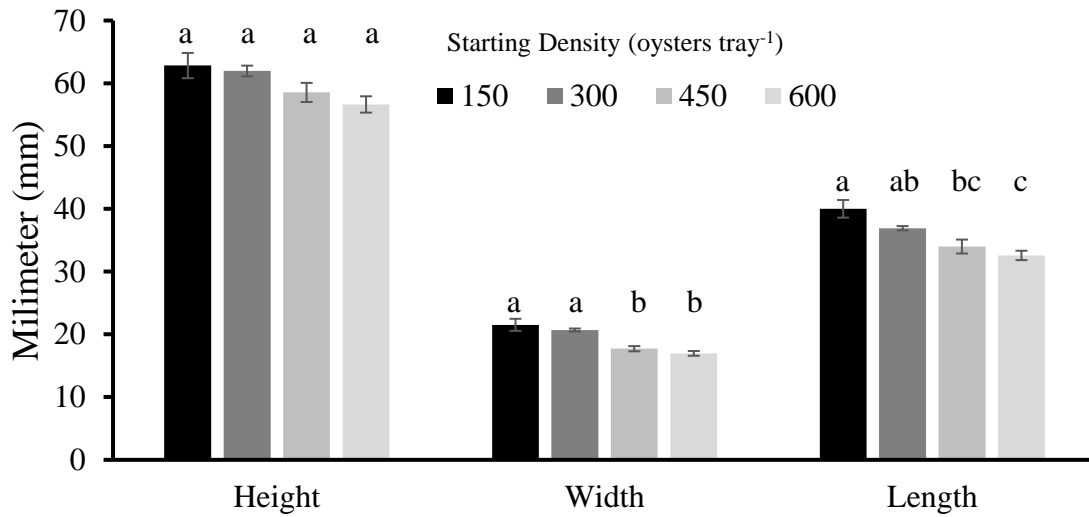 70
60
50
40
30
20
10
0
Milimeter (mm)
Starting Density (oysters tray⁻¹)
150 300 450 600
a a a a
a a b b
a ab bc c
Height Width Length